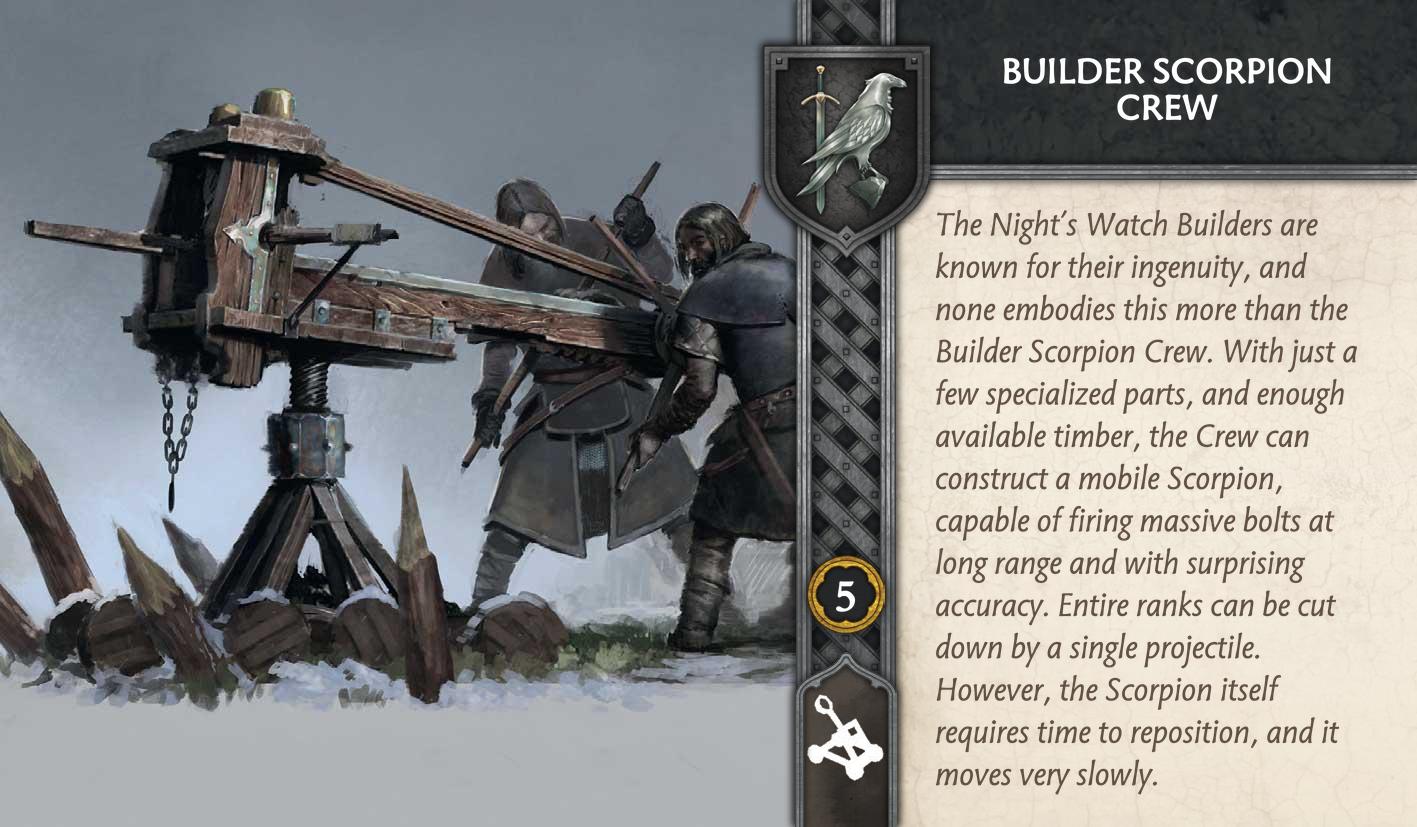 BUILDER SCORPION
CREW
The Night's Watch Builders are
known for their ingenuity, and
none embodies this more than the
Builder Scorpion Crew. With just a
few specialized parts, and enough
available timber, the Crew can
construct a mobile Scorpion,
capable of firing massive bolts at
long range and with surprising
accuracy. Entire ranks can be cut
down by a single projectile.
However, the Scorpion itself
requires time to reposition, and it
moves very slowly.
5